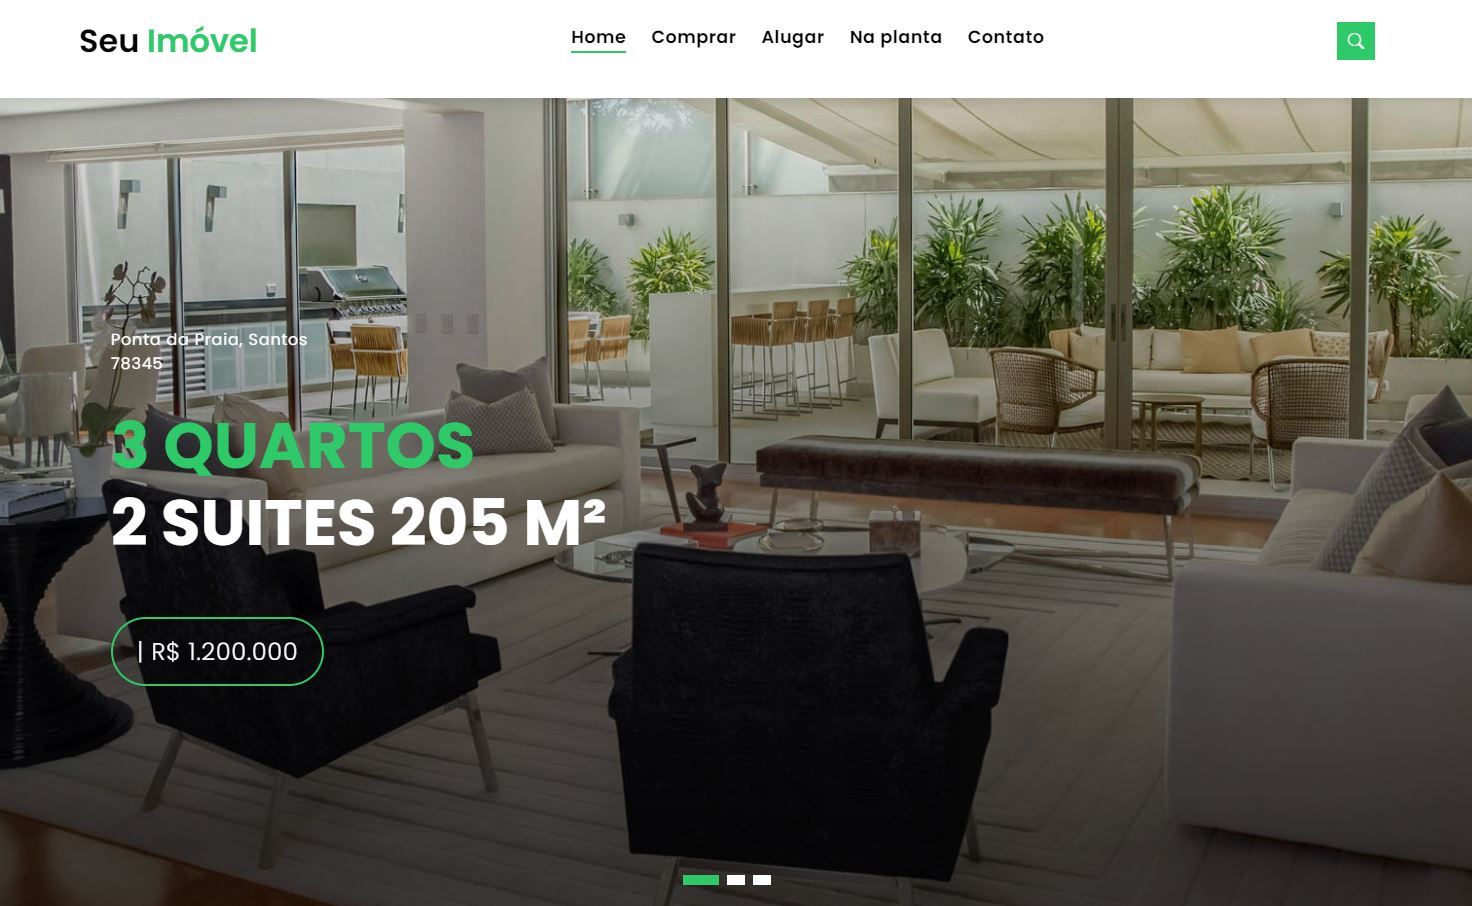 Seu Imóvel
Home Comprar Alugar Na planta Contato
Ponta da Praia, Santos
78345
3 QUARTOS
2 SUITES 205 M²
| R$ 1.200.000